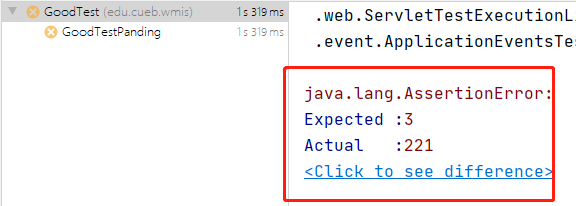 GoodTest (edu.cueb.wmis) 1 s 319 ms
GoodTestPanding 1 s 319 ms
.web.ServletTestExecutionLi
.event.ApplicationEventsTes
java.lang.AssertionError:
Expected :3
Actual :221
<Click to see difference>